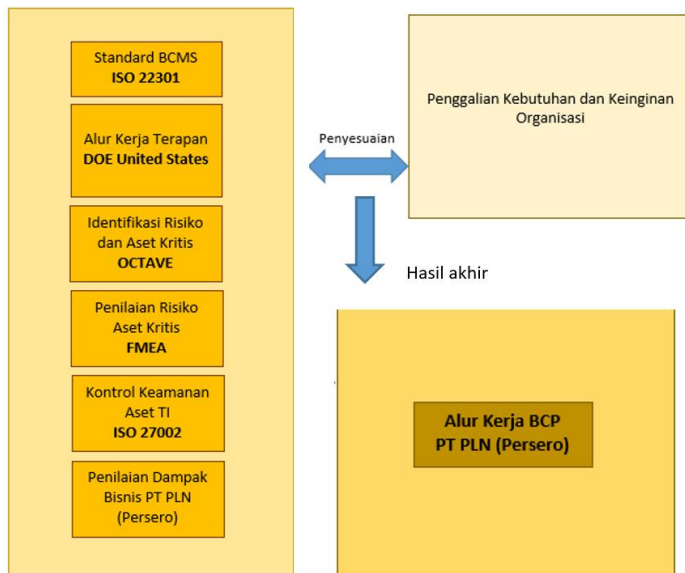 Standard BCMS
ISO 22301
Alur Kerja Terapan
DOE United States
Identifikasi Risiko
dan Aset Kritis
OCTAVE
Penilaian Risiko
Aset Kritis
FMEA
Kontrol Keamanan
Aset TI
ISO 27002
Penilaian Dampak
Bisnis PT PLN
(Persero)
Penyesuaian
Penggalian Kebutuhan dan Keinginan
Organisasi
Hasil akhir
Alur Kerja BCP
PT PLN (Persero)